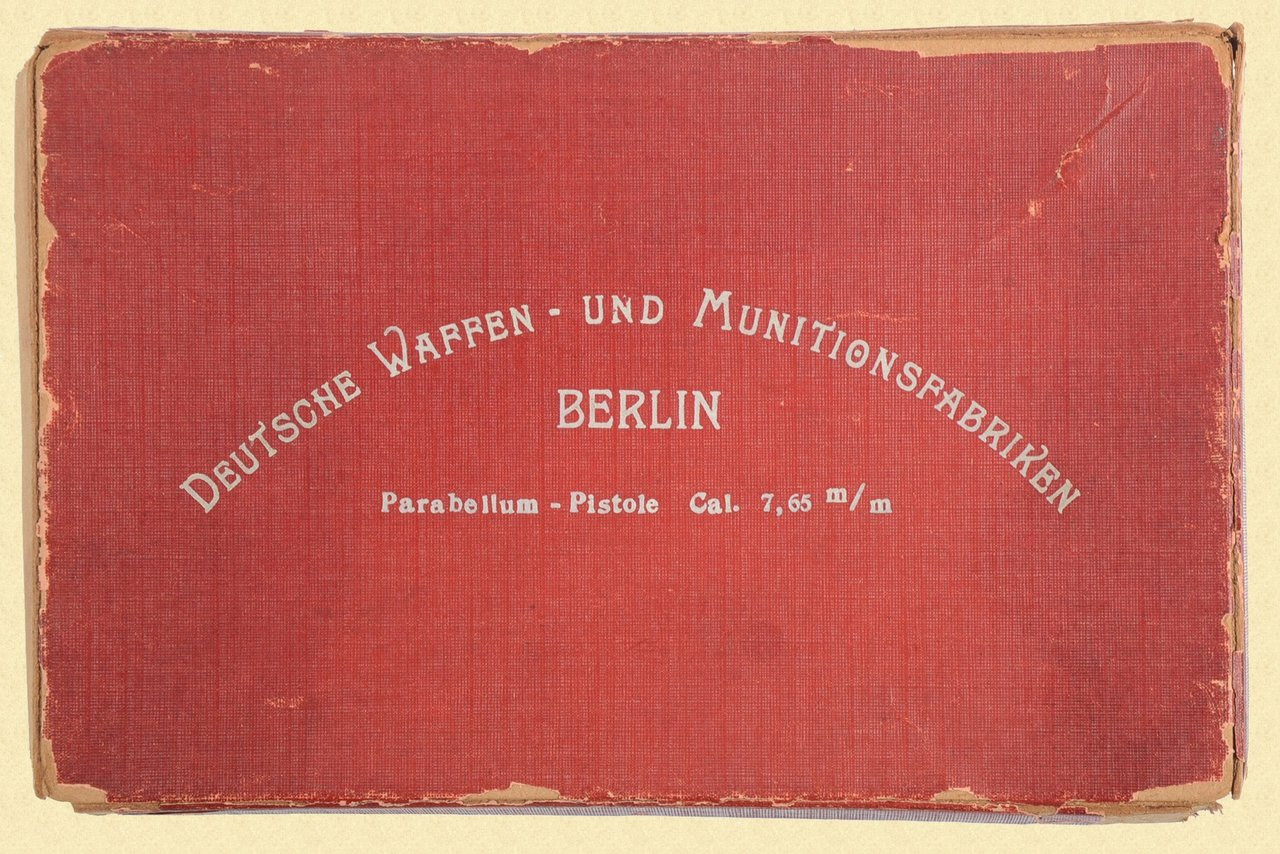 Deutsche Waffen- und Munitionsfabriken
BERLIN
Parabellum-Pistole Cal. 7,65 m/m